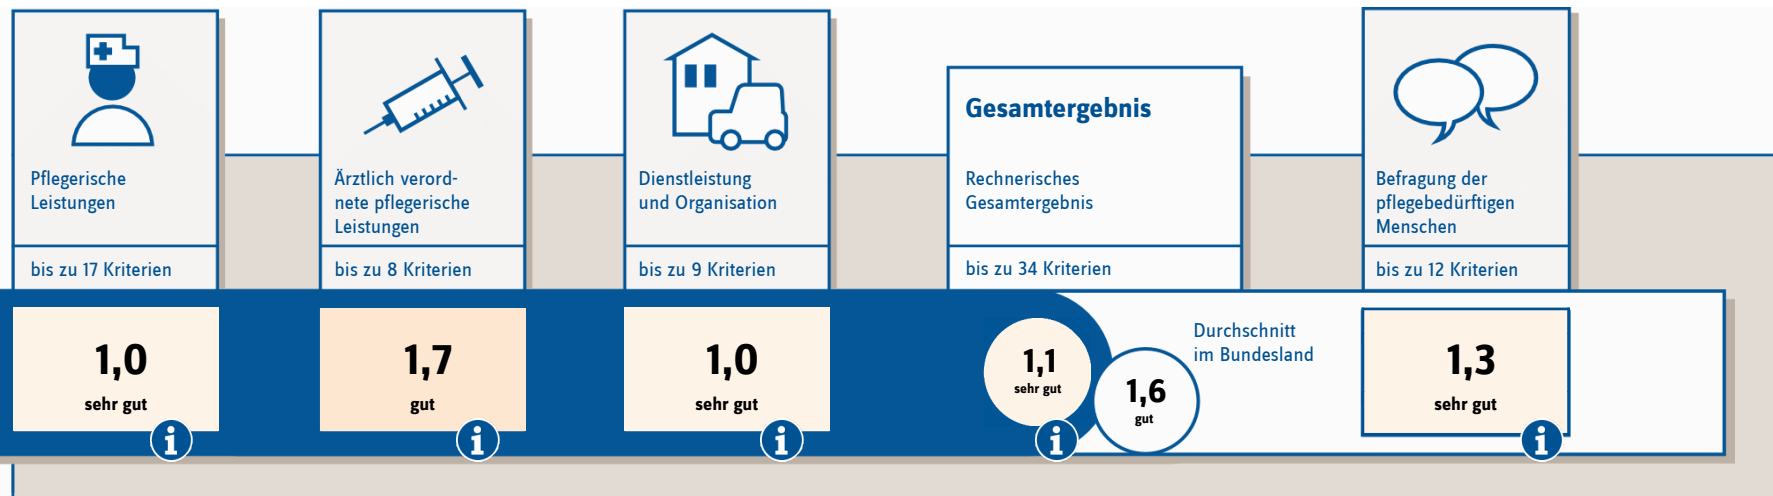 Pflegerische
Leistungen
bis zu 17 Kriterien
1,0
sehr gut
i
Ärztlich verord-
nete pflegerische
Leistungen
bis zu 8 Kriterien
1,7
gut
i
Dienstleistung
und Organisation
bis zu 9 Kriterien
1,0
sehr gut
i
Gesamtergebnis
Rechnerisches
Gesamtergebnis
bis zu 34 Kriterien
1,1
sehr gut
i
1,6
gut
Durchschnitt
im Bundesland
Befragung der
pflegebedürftigen
Menschen
bis zu 12 Kriterien
1,3
sehr gut
i